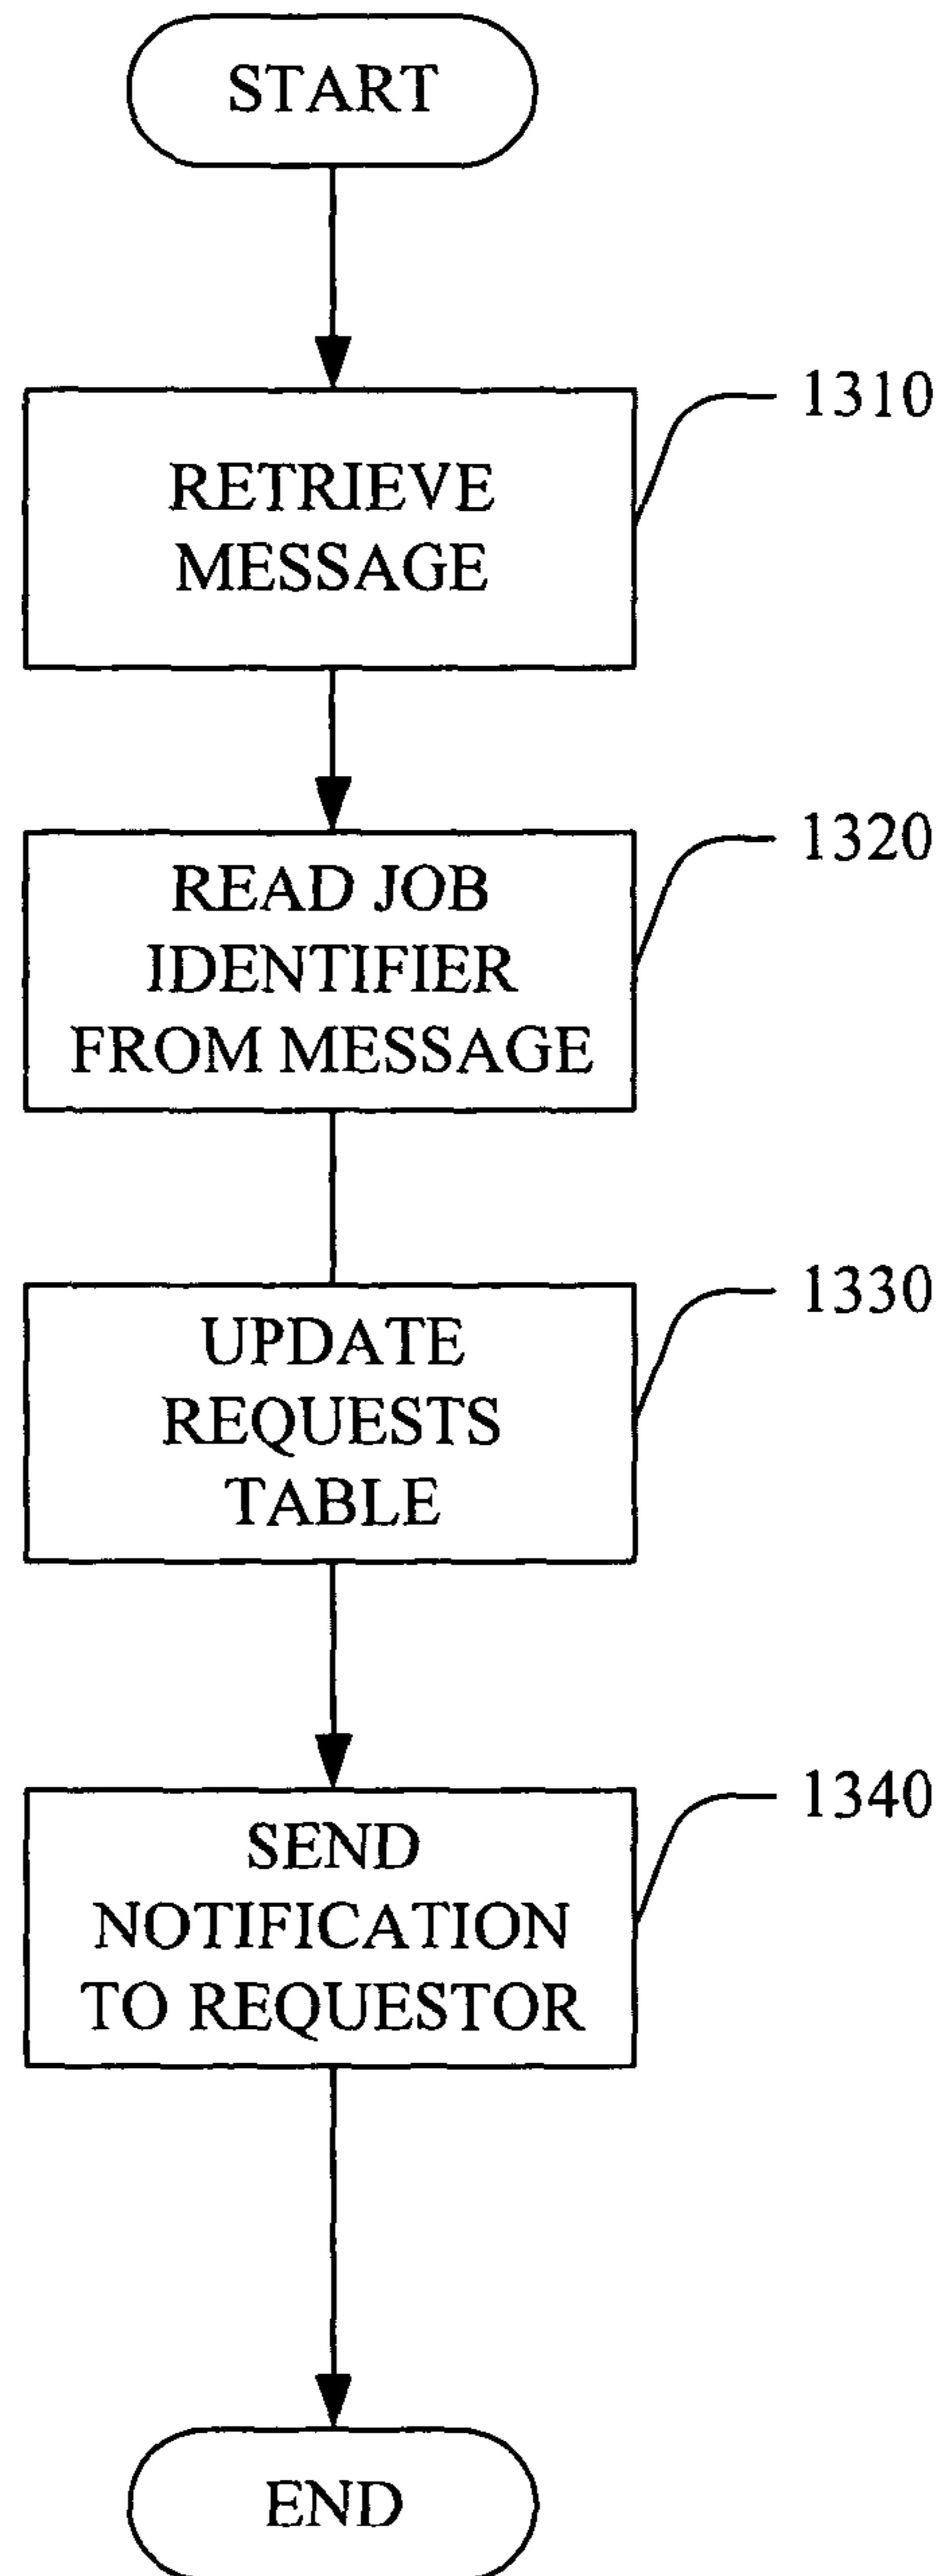 START
1310
RETRIEVE
MESSAGE
1320
READ JOB
IDENTIFIER
FROM MESSAGE
1330
UPDATE
REQUESTS
TABLE
1340
SEND
NOTIFICATION
TO REQUESTOR
END